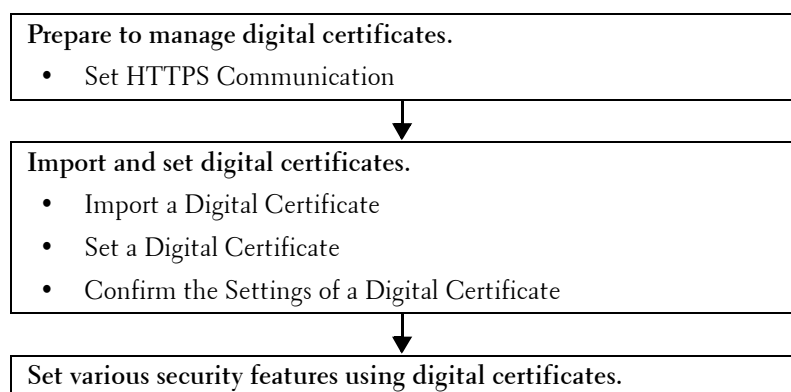 Prepare to manage digital certificates.
• Set HTTPS Communication
Import and set digital certificates.
• Import a Digital Certificate
• Set a Digital Certificate
• Confirm the Settings of a Digital Certificate
Set various security features using digital certificates.